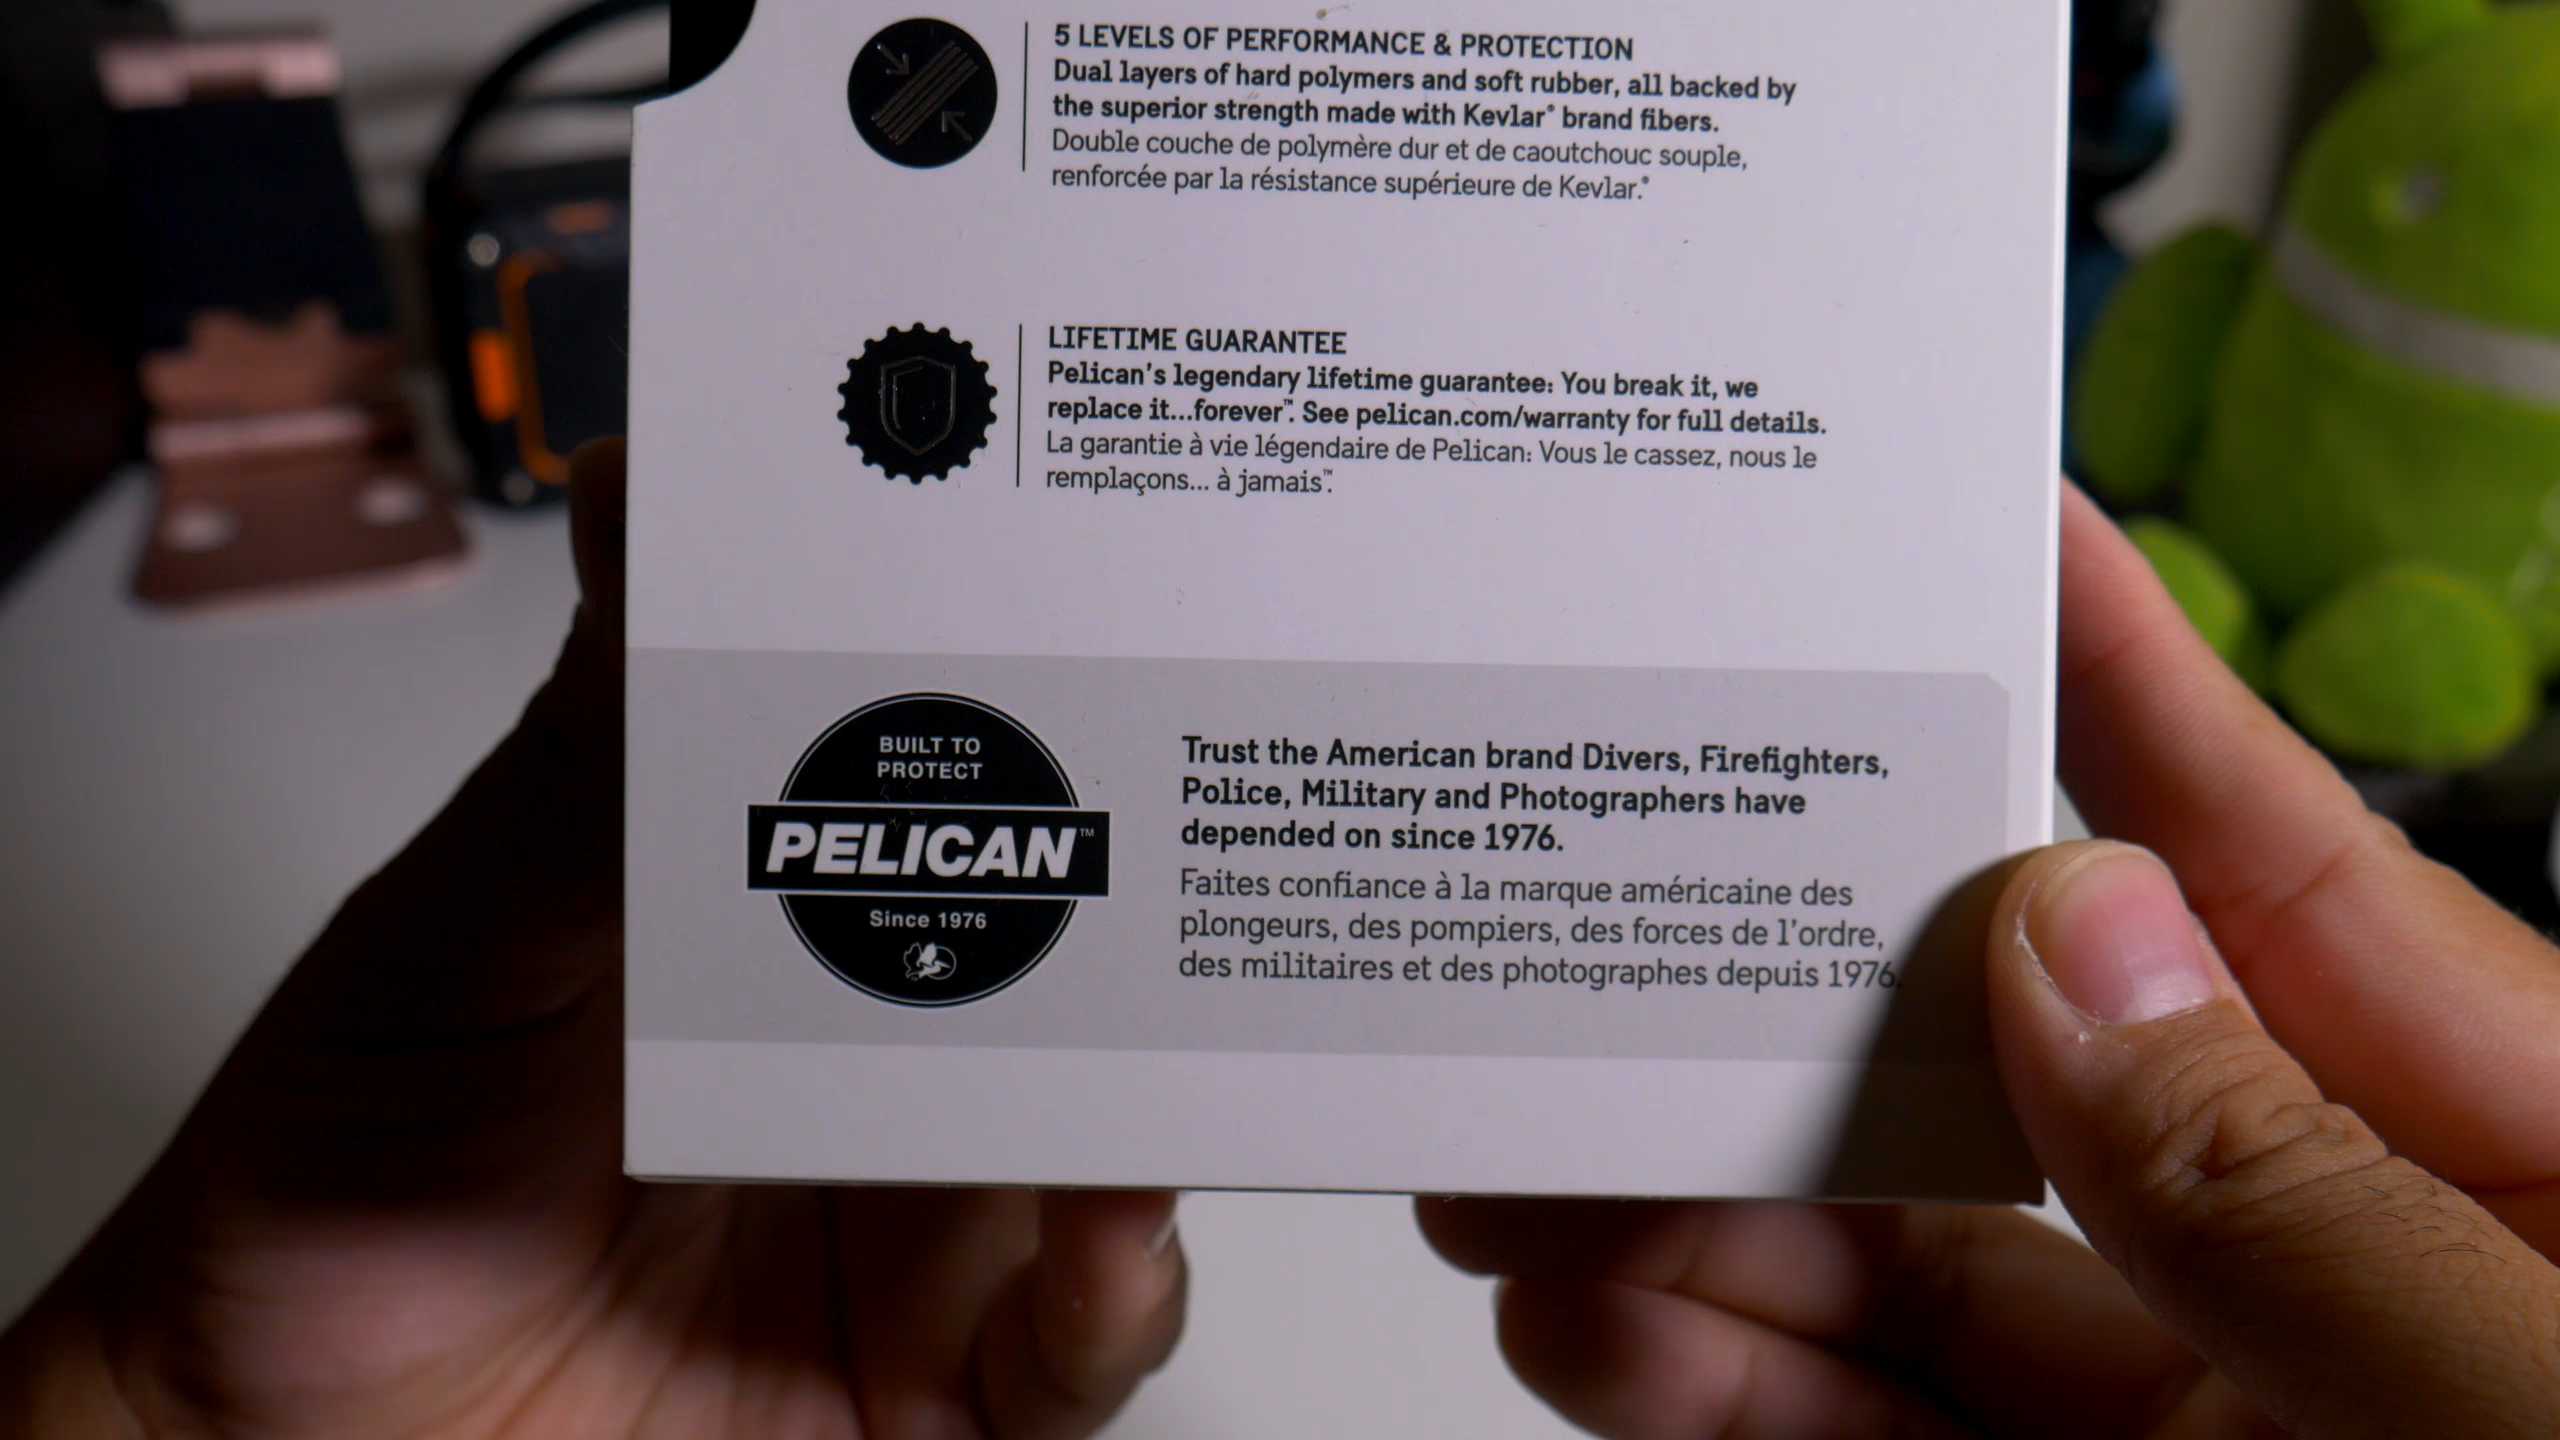 5 LEVELS OF PERFORMANCE & PROTECTION
Dual layers of hard polymers and soft rubber, all backed by
the superior strength made with Kevlar® brand fibers.
Double couche de polymère dur et de caoutchouc souple,
renforcée par la résistance supérieure de Kevlar.®
LIFETIME GUARANTEE
Pelican's legendary lifetime guarantee: You break it, we
replace it...forever™. See pelican.com/warranty for full details.
La garantie à vie légendaire de Pelican: Vous le cassez, nous le
remplaçons... à jamais™.
BUILT TO
PROTECT
PELICAN™
Since 1976
Trust the American brand Divers, Firefighters,
Police, Military and Photographers have
depended on since 1976.
Faites confiance à la marque américaine des
plongeurs, des pompiers, des forces de l'ordre,
des militaires et des photographes depuis 1976.